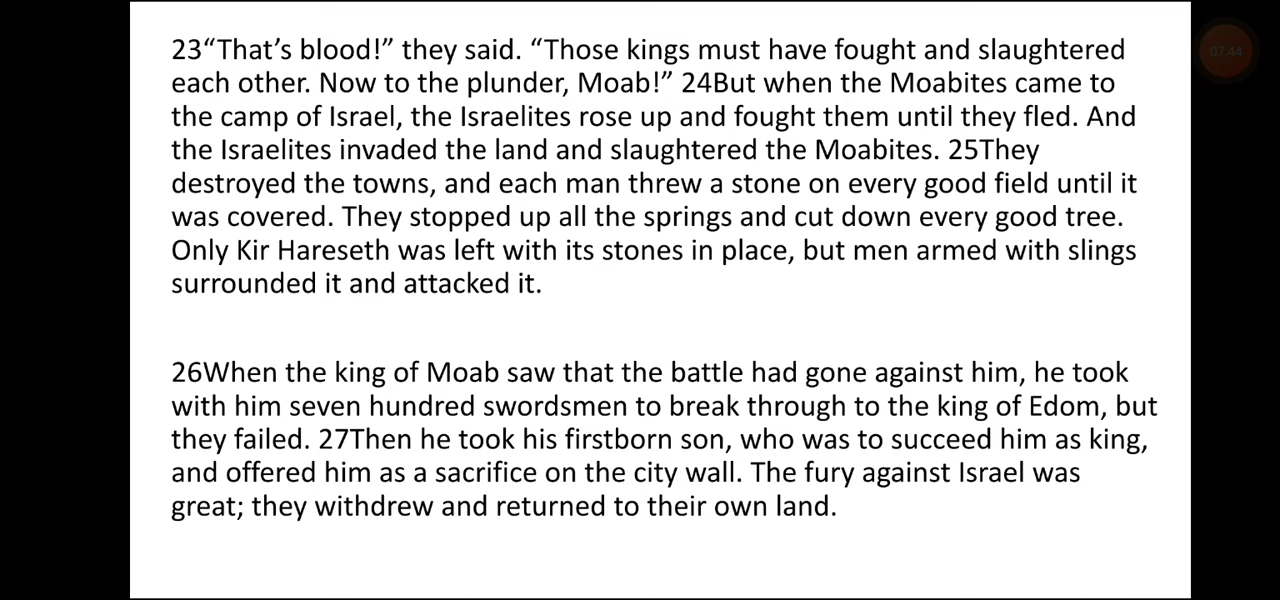 23“That’s blood!” they said. “Those kings must have fought and slaughtered
each other. Now to the plunder, Moab!” 24But when the Moabites came to
the camp of Israel, the Israelites rose up and fought them until they fled. And
the Israelites invaded the land and slaughtered the Moabites. 25They
destroyed the towns, and each man threw a stone on every good field until it
was covered. They stopped up all the springs and cut down every good tree.
Only Kir Hareseth was left with its stones in place, but men armed with slings
surrounded it and attacked it.
26When the king of Moab saw that the battle had gone against him, he took
with him seven hundred swordsmen to break through to the king of Edom, but
they failed. 27Then he took his firstborn son, who was to succeed him as king,
and offered him as a sacrifice on the city wall. The fury against Israel was
great; they withdrew and returned to their own land.
07:44